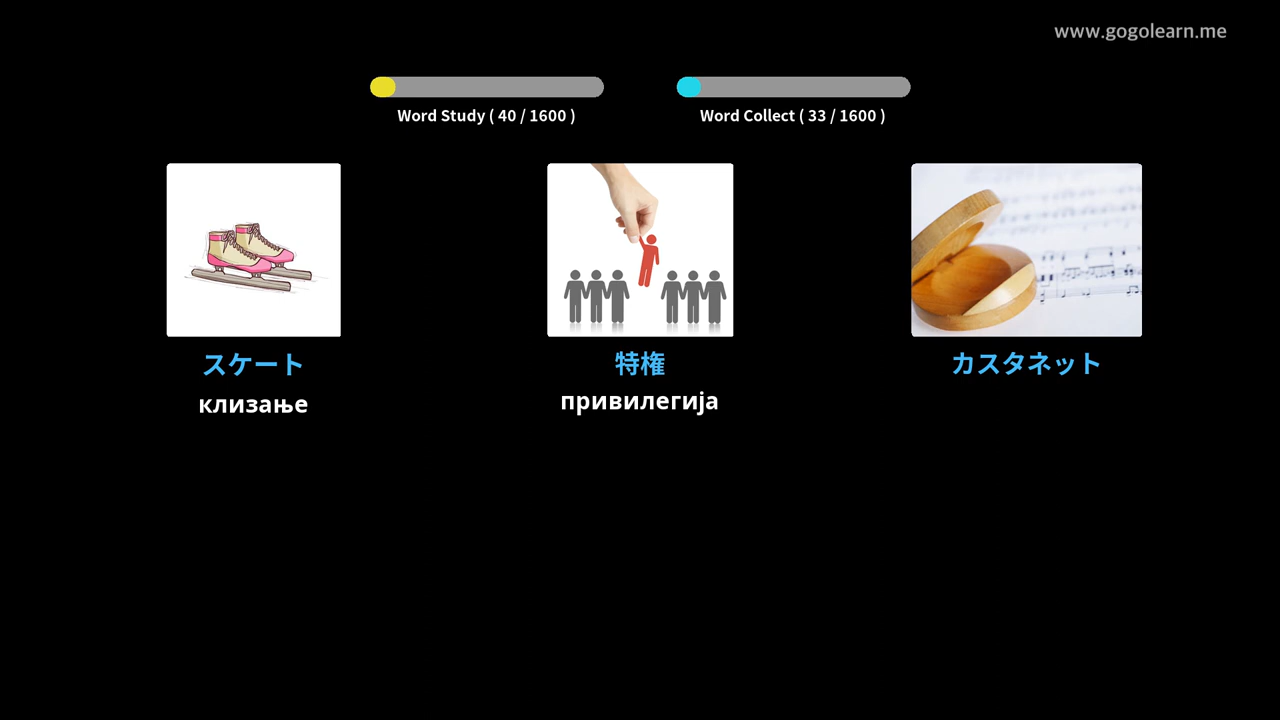 www.gogolearn.me
Word Study ( 40 / 1600 )
Word Collect ( 33 / 1600 )
スケート
特権
カスタネット
клизање
привилегија